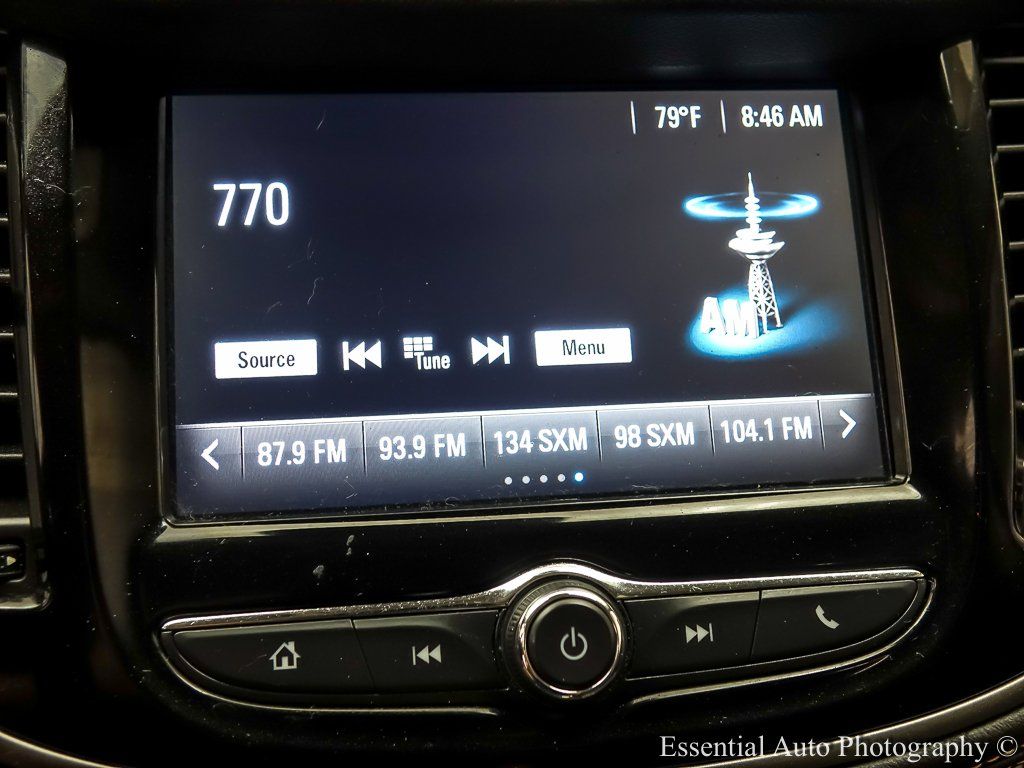 79°F 8:46 AM
770
AM
Source Tune Menu
87.9 FM 93.9 FM 134 SXM 98 SXM 104.1 FM
Essential Auto Photography ©